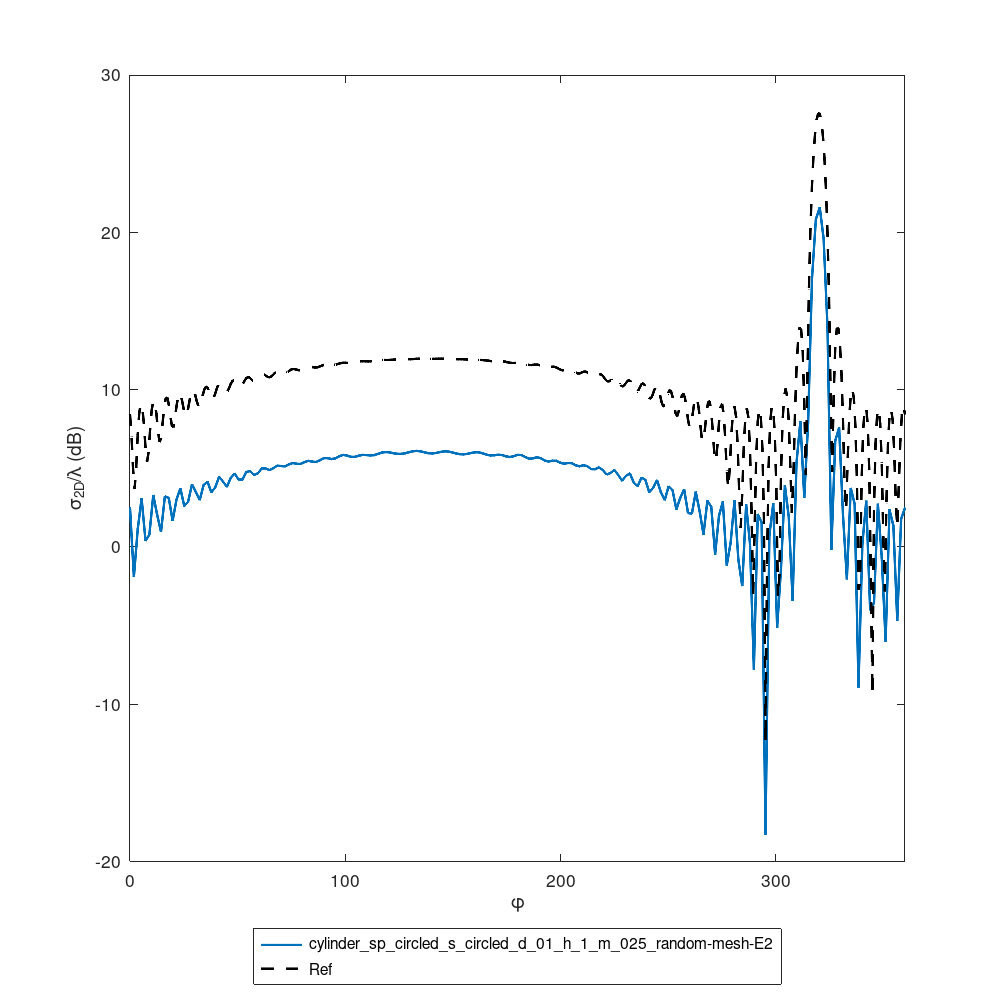 30
20
10
0
-10
-20
0
100
200
300
σ2D/λ (dB)
φ
cylinder_sp_circled_s_circled_d_01_h_1_m_025_random-mesh-E2
Ref